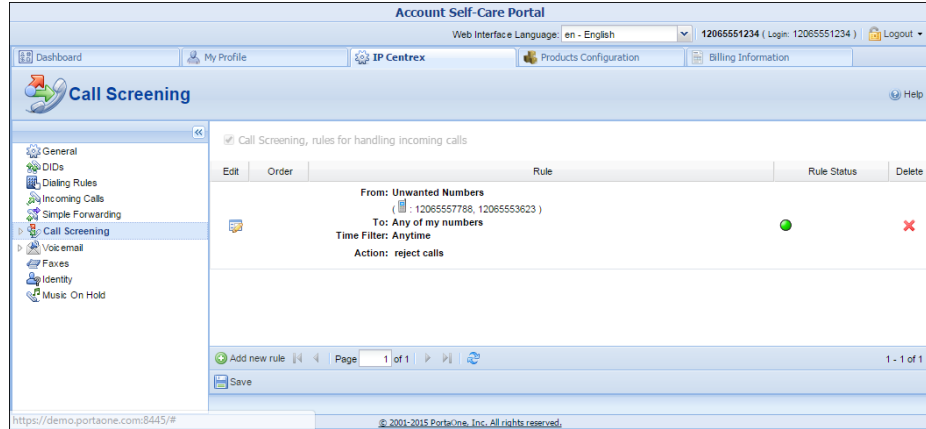 Account Self-Care Portal
Web Interface Language: en - English 12065551234 ( Login: 12065551234 ) Logout
Dashboard My Profile IP Centrex Products Configuration Billing Information
Call Screening Help
General
DIDs
Dialing Rules
Incoming Calls
Simple Forwarding
Call Screening
Voicemail
Faxes
Identity
Music On Hold
Call Screening, rules for handling incoming calls
Edit Order Rule Rule Status Delete
From: Unwanted Numbers
( : 12065557788, 12065553623 )
To: Any of my numbers
Time Filter: Anytime
Action: reject calls
Add new rule Page 1 of 1 1 - 1 of 1
Save
https://demo.portaone.com:8445/# © 2001-2015 PortaOne, Inc. All rights reserved.